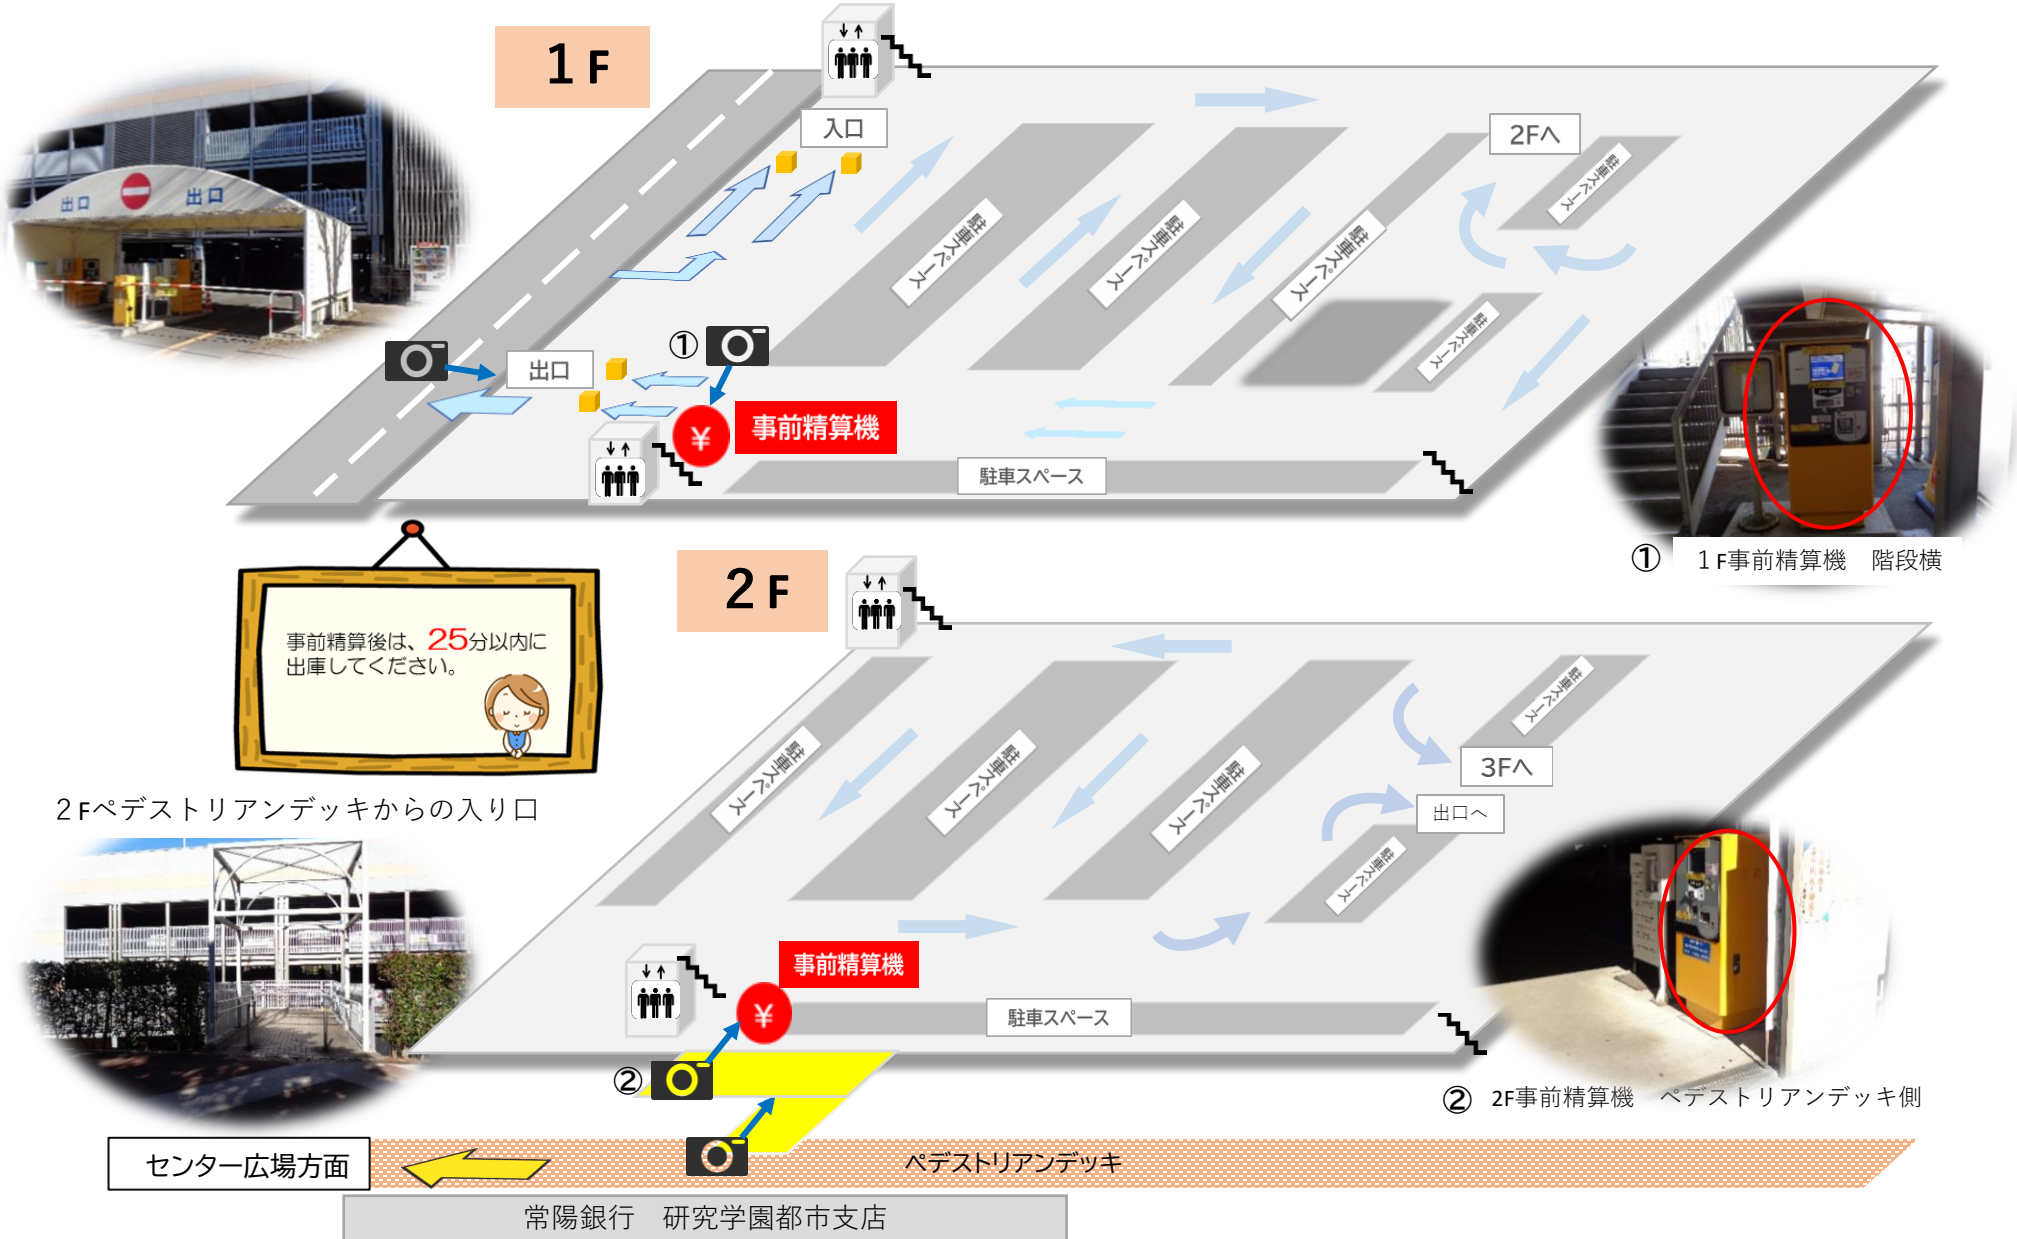 1F
入口
2Fへ
駐車スペース
駐車スペース
駐車スペース
駐車スペース
駐車スペース
出口
出口
①
出口
¥
事前精算機
駐車スペース
①
1F事前精算機 階段横
2F
事前精算後は、25分以内に
出庫してください。
駐車スペース
駐車スペース
駐車スペース
駐車スペース
3Fへ
出口へ
駐車スペース
2Fペデストリアンデッキからの入り口
事前精算機
¥
駐車スペース
②
②
2F事前精算機 ペデストリアンデッキ側
センター広場方面
ペデストリアンデッキ
常陽銀行 研究学園都市支店